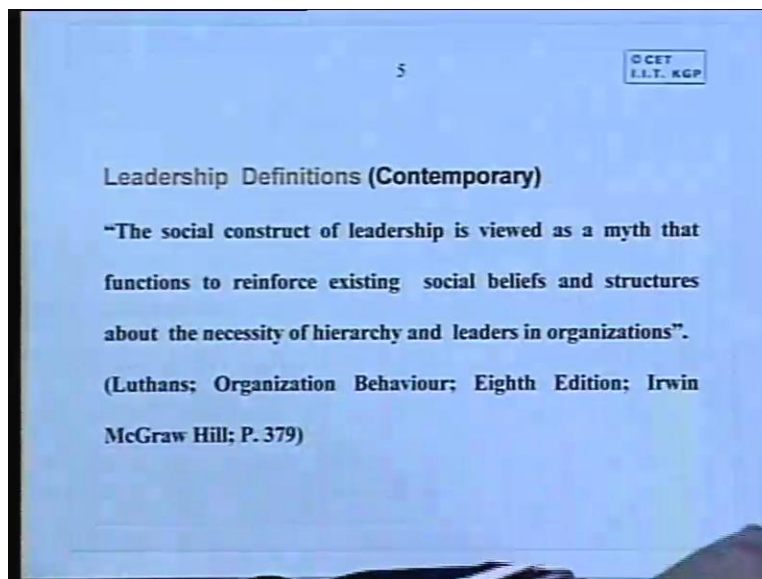 5
© CET
I.I.T. KGP
Leadership Definitions (Contemporary)
“The social construct of leadership is viewed as a myth that
functions to reinforce existing social beliefs and structures
about the necessity of hierarchy and leaders in organizations”.
(Luthans; Organization Behaviour; Eighth Edition; Irwin
McGraw Hill; P. 379)